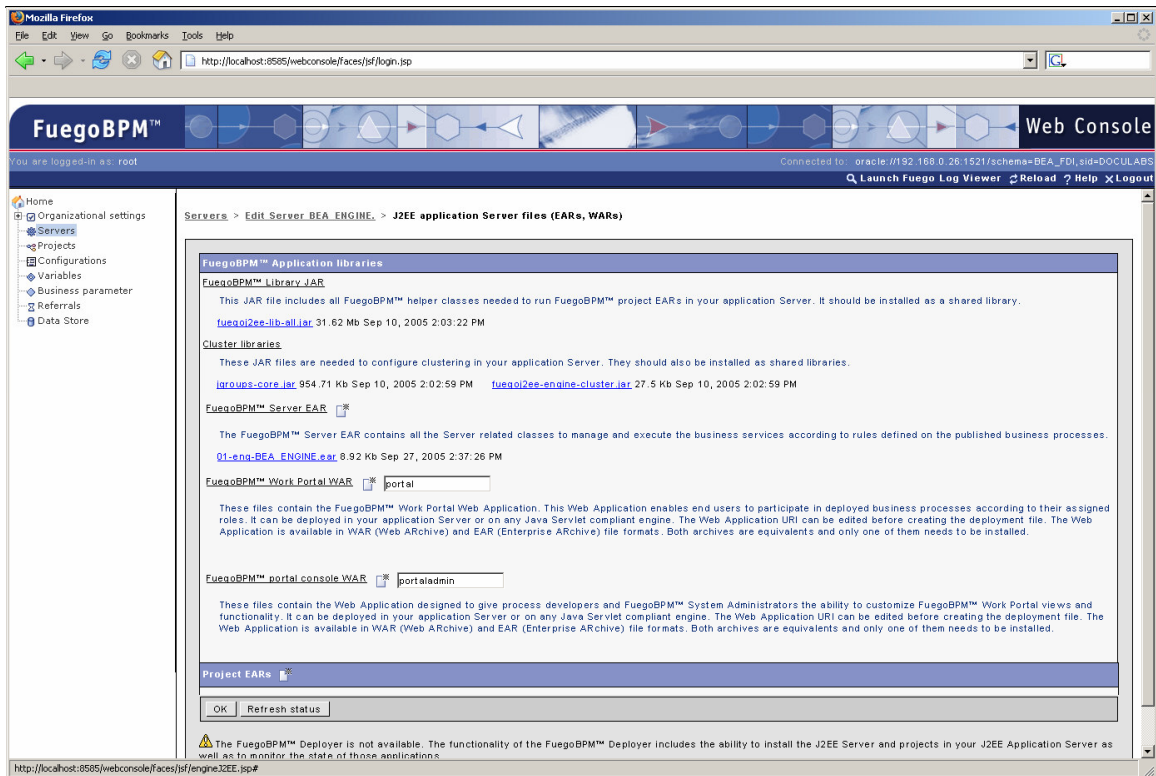 Mozilla Firefox
File Edit View Go Bookmarks Tools Help
http://localhost:8585/webconsole/faces/jsf/login.jsp
G
FuegoBPM™
Web Console
You are logged-in as: root
Connected to: oracle://192.168.0.26:1521/schema=BEA_FDI,sid=DOCULABS
Launch Fuego Log Viewer Reload ? Help X Logout
Home
Organizational settings
Servers
Projects
Configurations
Variables
Business parameter
Referrals
Data Store
Servers > Edit Server BEA_ENGINE. > J2EE application Server files (EARs, WARs)
FuegoBPM™ Application libraries
FuegoBPM™ Library JAR
This JAR file includes all FuegoBPM™ helper classes needed to run FuegoBPM™ project EARs in your application Server. It should be installed as a shared library.
fuegoj2ee-lib-all.jar 31.62 Mb Sep 10, 2005 2:03:22 PM
Cluster libraries
These JAR files are needed to configure clustering in your application Server. They should also be installed as shared libraries.
jgroups-core.jar 954.71 Kb Sep 10, 2005 2:02:59 PM fuegoj2ee-engine-cluster.jar 27.5 Kb Sep 10, 2005 2:02:59 PM
FuegoBPM™ Server EAR
The FuegoBPM™ Server EAR contains all the Server related classes to manage and execute the business services according to rules defined on the published business processes.
01-eng-BEA_ENGINE.ear 8.92 Kb Sep 27, 2005 2:37:26 PM
FuegoBPM™ Work Portal WAR portal
These files contain the FuegoBPM™ Work Portal Web Application. This Web Application enables end users to participate in deployed business processes according to their assigned
roles. It can be deployed in your application Server or on any Java Servlet compliant engine. The Web Application URI can be edited before creating the deployment file. The Web
Application is available in WAR (Web ARchive) and EAR (Enterprise ARchive) file formats. Both archives are equivalents and only one of them needs to be installed.
FuegoBPM™ portal console WAR portaladmin
These files contain the Web Application designed to give process developers and FuegoBPM™ System Administrators the ability to customize FuegoBPM™ Work Portal views and
functionality. It can be deployed in your application Server or on any Java Servlet compliant engine. The Web Application URI can be edited before creating the deployment file. The
Web Application is available in WAR (Web ARchive) and EAR (Enterprise ARchive) file formats. Both archives are equivalents and only one of them needs to be installed.
Project EARs
OK Refresh status
The FuegoBPM™ Deployer is not available. The functionality of the FuegoBPM™ Deployer includes the ability to install the J2EE Server and projects in your J2EE Application Server as
well as to monitor the state of those applications
http://localhost:8585/webconsole/faces/jsf/engineJ2EE.jsp#